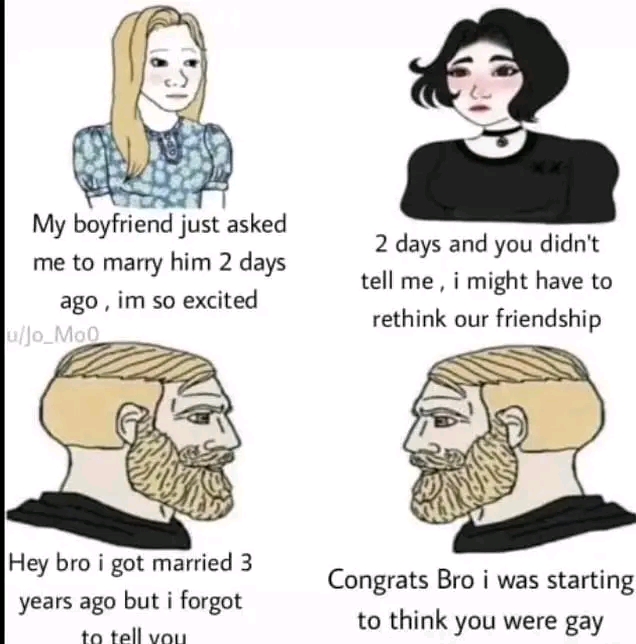 My boyfriend just asked
me to marry him 2 days
ago , im so excited
2 days and you didn't
tell me , i might have to
rethink our friendship
u/Jo_Mo0
Hey bro i got married 3
years ago but i forgot
to tell you
Congrats Bro i was starting
to think you were gay